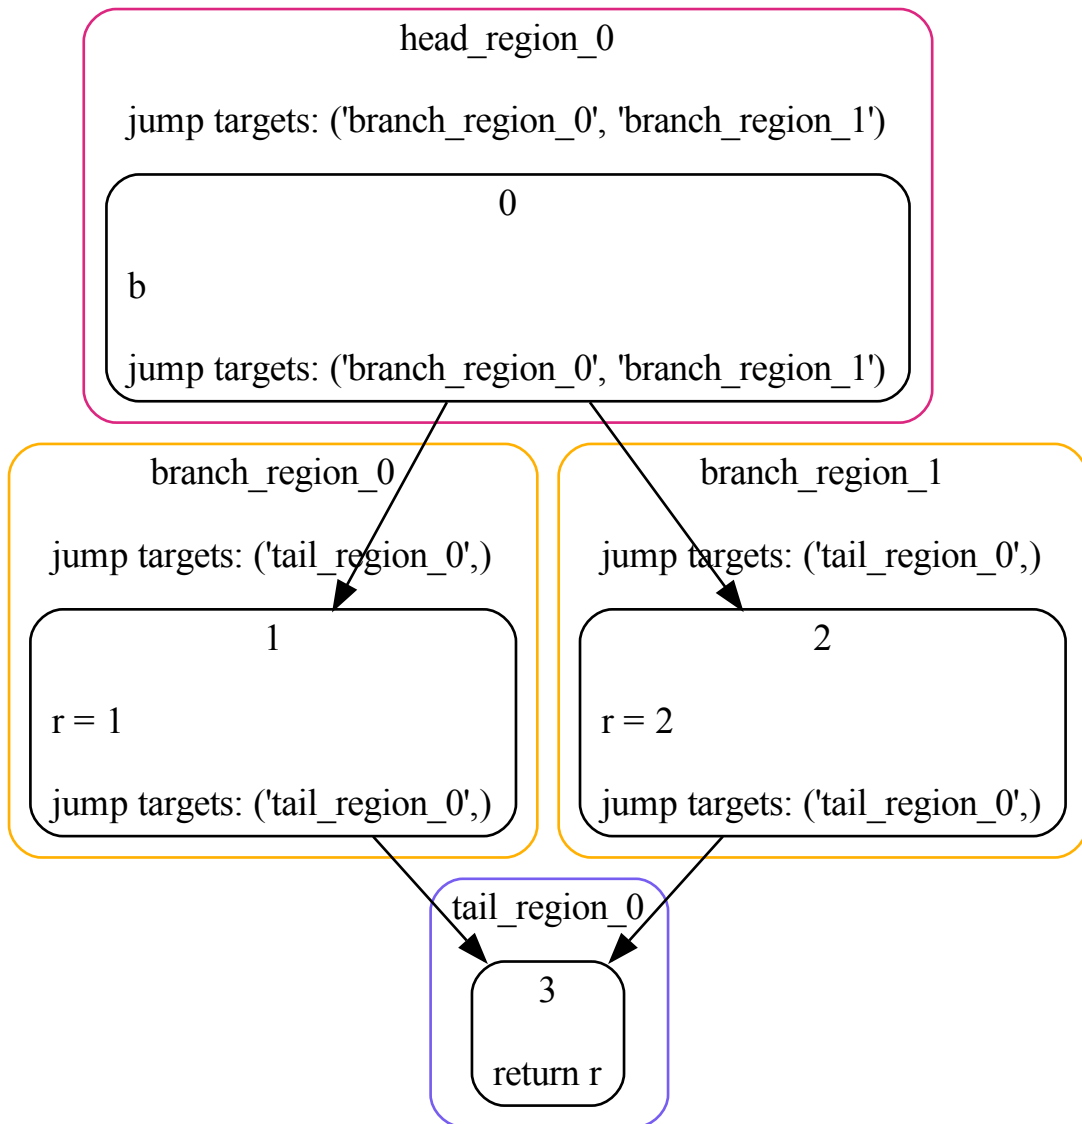 head_region_0
jump targets: ('branch_region_0', 'branch_region_1')
0
b
jump targets: ('branch_region_0', 'branch_region_1')
branch_region_0
jump targets: ('tail_region_0',)
1
r = 1
jump targets: ('tail_region_0',)
branch_region_1
jump targets: ('tail_region_0',)
2
r = 2
jump targets: ('tail_region_0',)
tail_region_0
3
return r